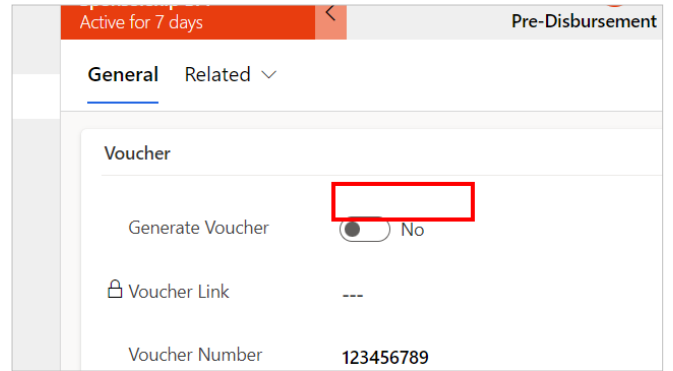 Active for 7 days
Pre-Disbursement
General Related
Voucher
Generate Voucher No
Voucher Link ---
Voucher Number 123456789